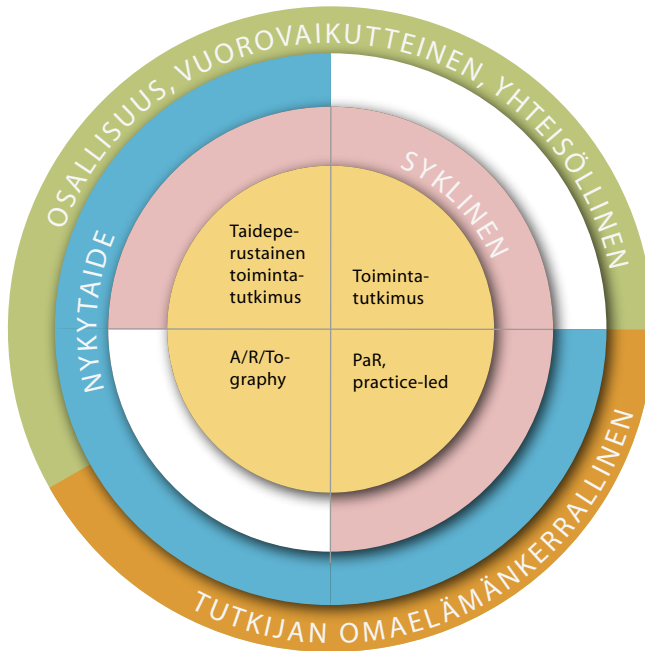 OSALLISUUS, VUOROVAIKUTTEINEN, YHTEISÖLLINEN
SYKLINEN
NYKYTAIDE
Taidepe-
rustainen
toiminta-
tutkimus
Toiminta-
tutkimus
A/R/To-
graphy
PaR,
practice-led
TUTKIJAN OMAELÄMÄNKERRALLINEN